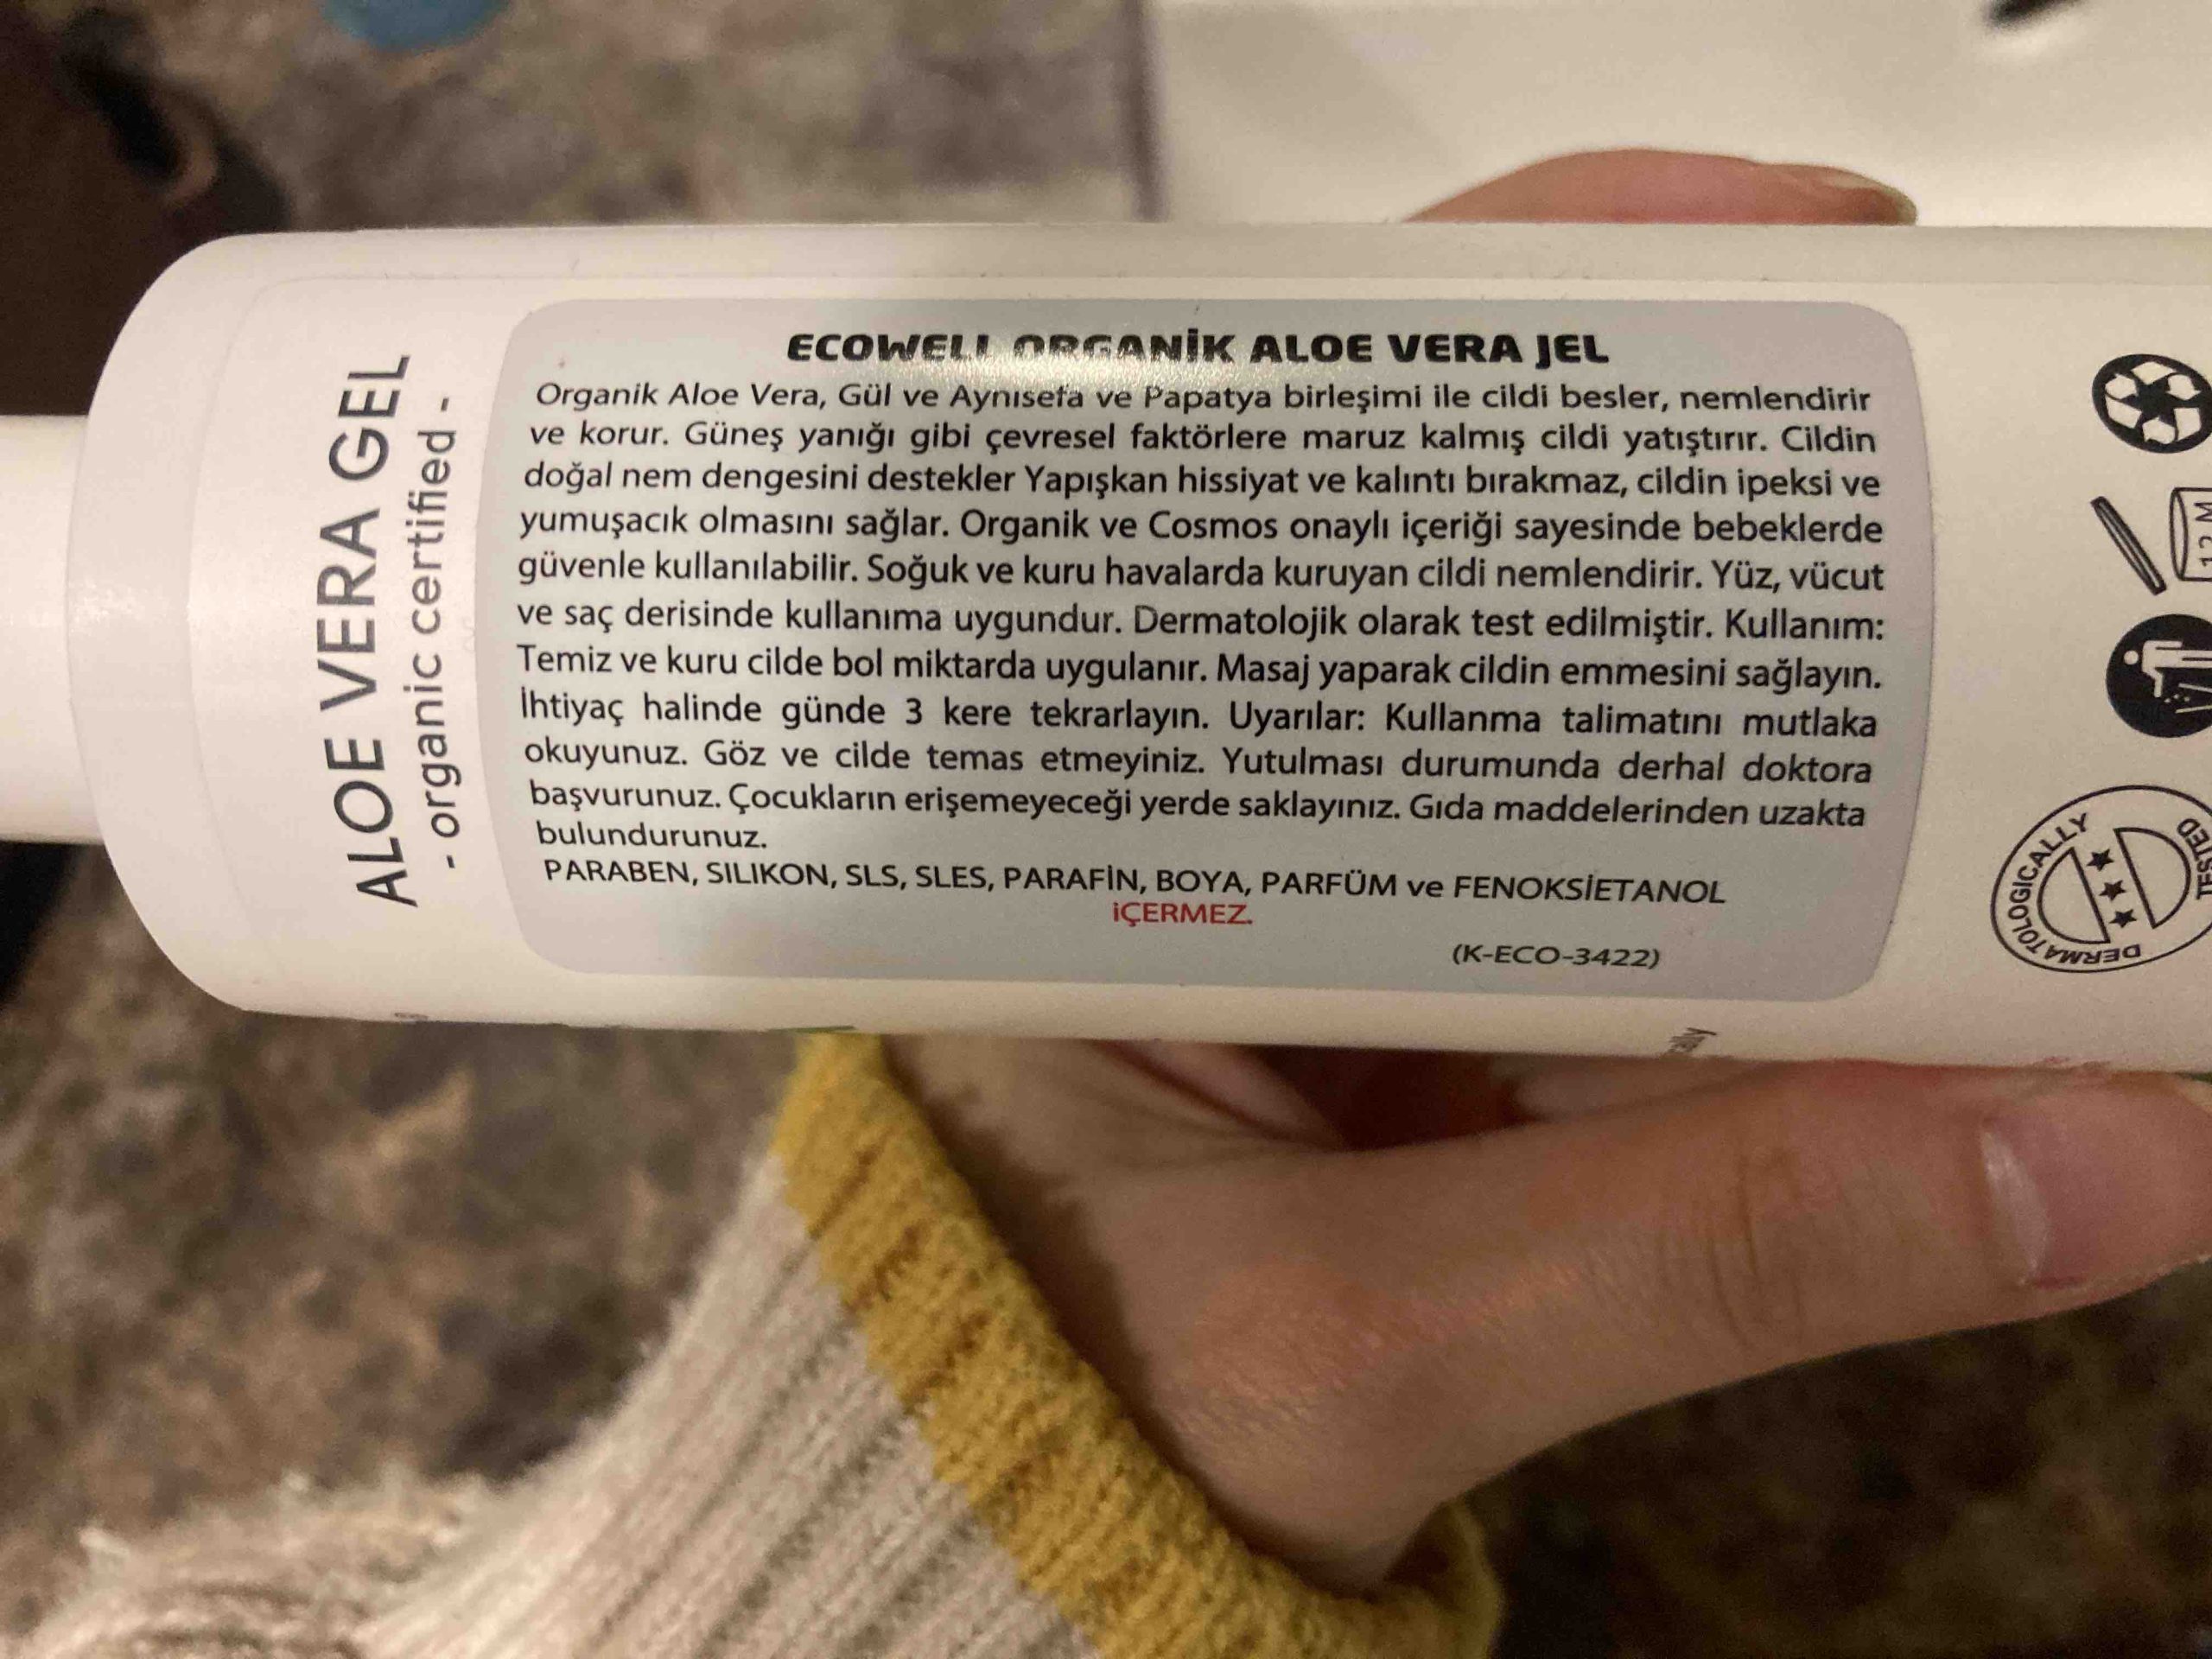 ALOE VERA GEL
- organic certified -
ECOWELL ORGANİK ALOE VERA JEL
Organik Aloe Vera, Gül ve Aynısefa ve Papatya birleşimi ile cildi besler, nemlendirir
ve korur. Güneş yanığı gibi çevresel faktörlere maruz kalmış cildi yatıştırır. Cildin
doğal nem dengesini destekler Yapışkan hissiyat ve kalıntı bırakmaz, cildin ipeksi ve
yumuşacık olmasını sağlar. Organik ve Cosmos onaylı içeriği sayesinde bebeklerde
güvenle kullanılabilir. Soğuk ve kuru havalarda kuruyan cildi nemlendirir. Yüz, vücut
ve saç derisinde kullanıma uygundur. Dermatolojik olarak test edilmiştir. Kullanım:
Temiz ve kuru cilde bol miktarda uygulanır. Masaj yaparak cildin emmesini sağlayın.
İhtiyaç halinde günde 3 kere tekrarlayın. Uyarılar: Kullanma talimatını mutlaka
okuyunuz. Göz ve cilde temas etmeyiniz. Yutulması durumunda derhal doktora
başvurunuz. Çocukların erişemeyeceği yerde saklayınız. Gıda maddelerinden uzakta
bulundurunuz.
PARABEN, SILIKON, SLS, SLES, PARAFİN, BOYA, PARFÜM ve FENOKSİETANOL
iÇERMEZ.
(K-ECO-3422)
12 M
DERMATOLOGICALLY
TESTED